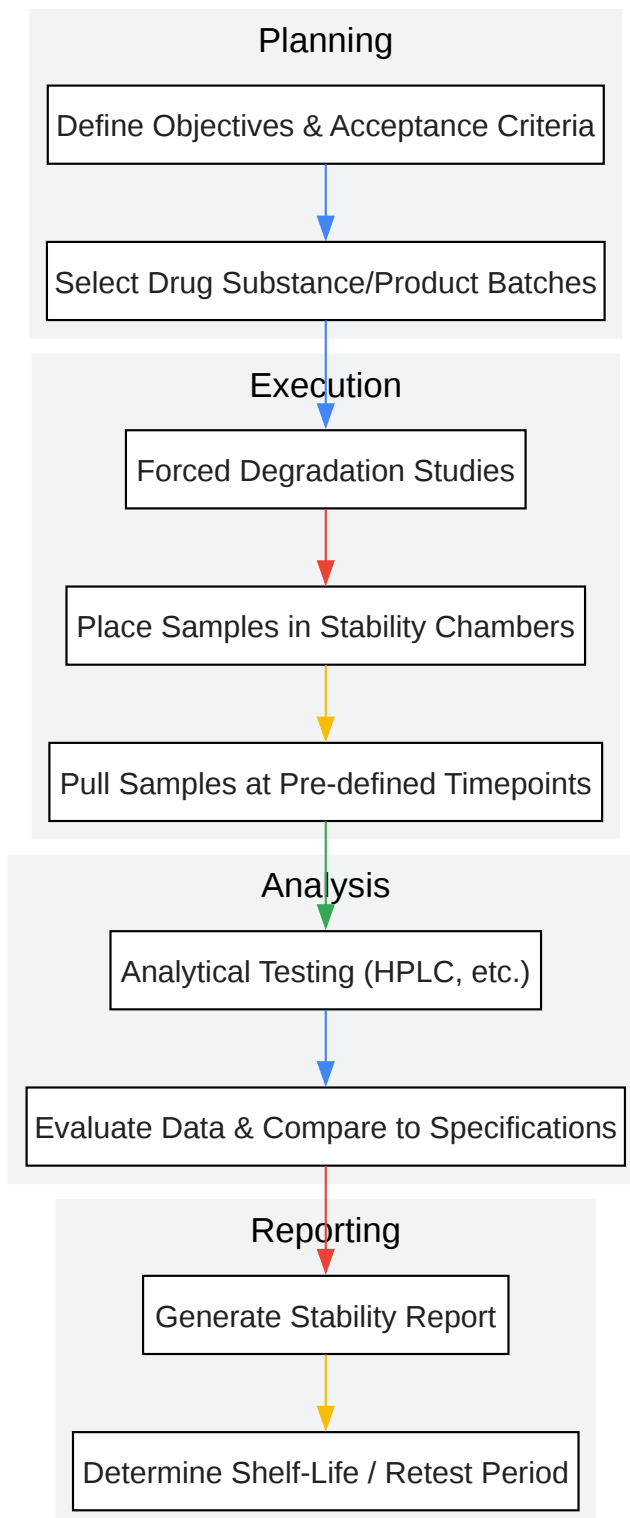 Planning
Define Objectives & Acceptance Criteria
Select Drug Substance/Product Batches
Execution
Forced Degradation Studies
Place Samples in Stability Chambers
Pull Samples at Pre-defined Timepoints
Analysis
Analytical Testing (HPLC, etc.)
Evaluate Data & Compare to Specifications
Reporting
Generate Stability Report
Determine Shelf-Life / Retest Period